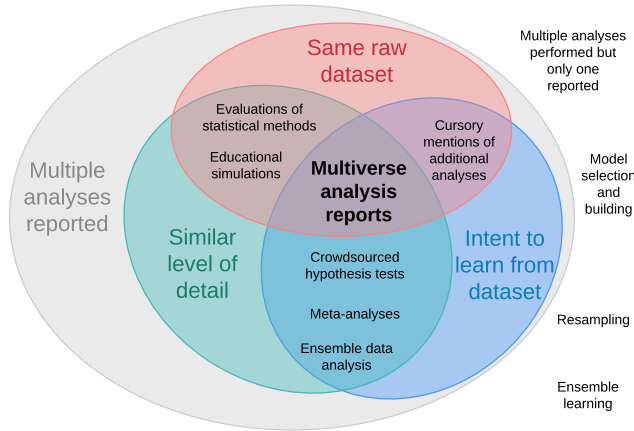 Same raw
dataset
Multiple analyses
performed but
only one
reported
Evaluations of
statistical methods
Educational
simulations
Cursory
mentions of
additional
analyses
Multiple
analyses
reported
Multiverse
analysis
reports
Model
selection
and
building
Similar
level of
detail
Intent to
learn from
dataset
Crowdsourced
hypothesis tests
Meta-analyses
Ensemble data
analysis
Resampling
Ensemble
learning